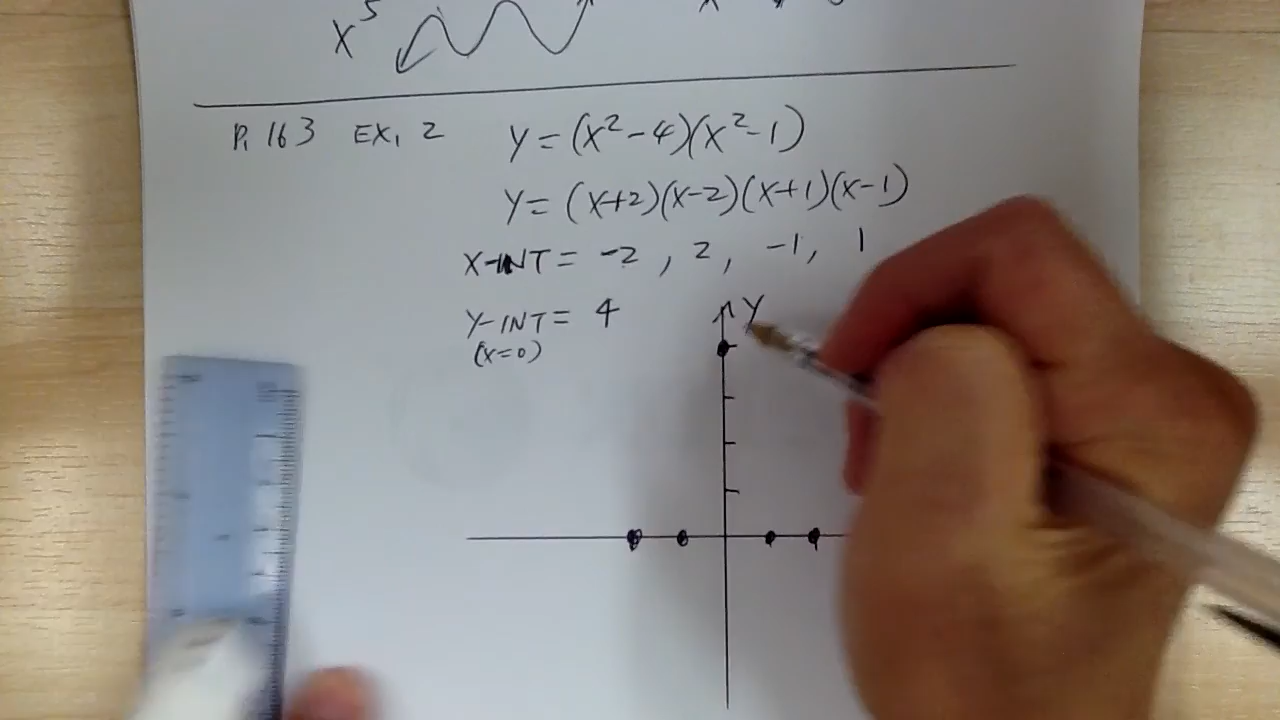 x^5
P. 163 EX. 2 y=(x²-4)(x²-1)
y=(x+2)(x-2)(x+1)(x-1)
X-INT = -2, 2, -1, 1
Y-INT = 4
(x=0)
y